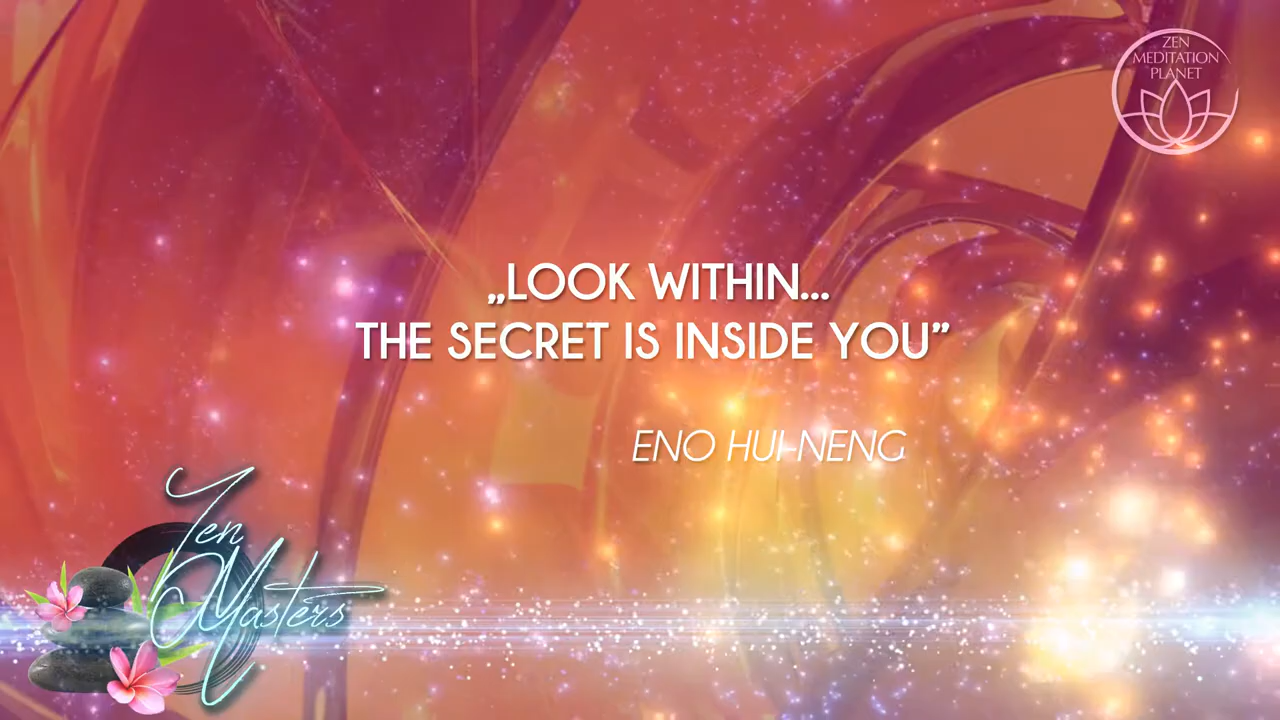 ZEN
MEDITATION
PLANET
„LOOK WITHIN...
THE SECRET IS INSIDE YOU”
ENO HUI-NENG
Zen
Masters